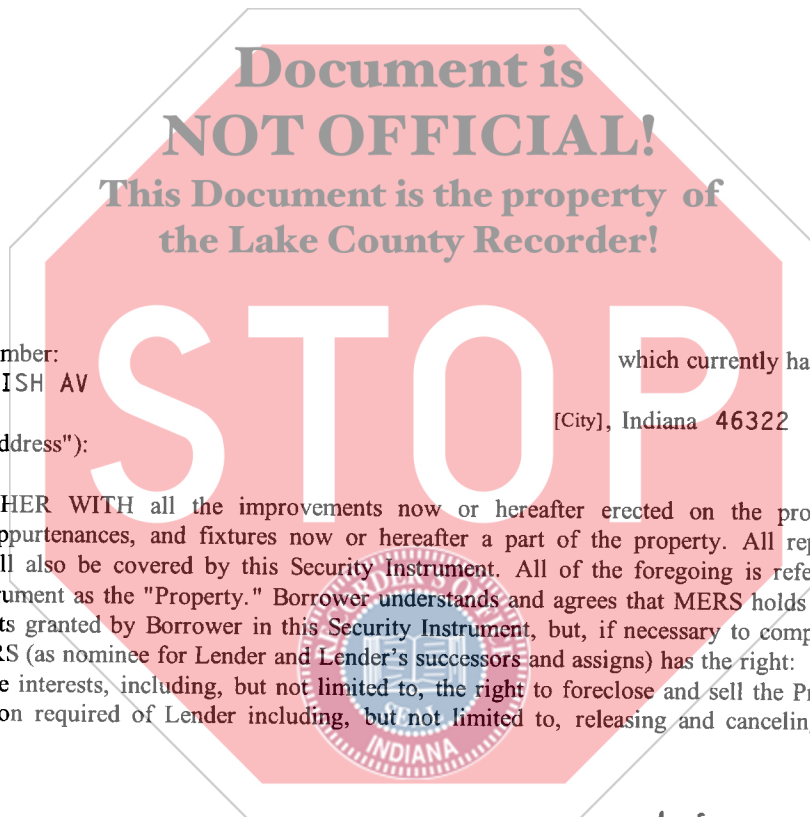 Document is
NOT OFFICIAL!
This Document is the property of
the Lake County Recorder!
STOP
mber:
which currently ha
ISH AV
[City], Indiana 46322
ddress"):
HER WITH all the improvements now or hereafter erected on the pro
ppurtenances, and fixtures now or hereafter a part of the property. All rep
ll also be covered by this Security Instrument. All of the foregoing is refe
rument as the "Property." Borrower understands and agrees that MERS holds
ts granted by Borrower in this Security Instrument, but, if necessary to comp
RS (as nominee for Lender and Lender's successors and assigns) has the right:
e interests, including, but not limited to, the right to foreclose and sell the Pr
on required of Lender including, but not limited to, releasing and canceling
RECORDER'S OFFICE
SEAL
INDIANA